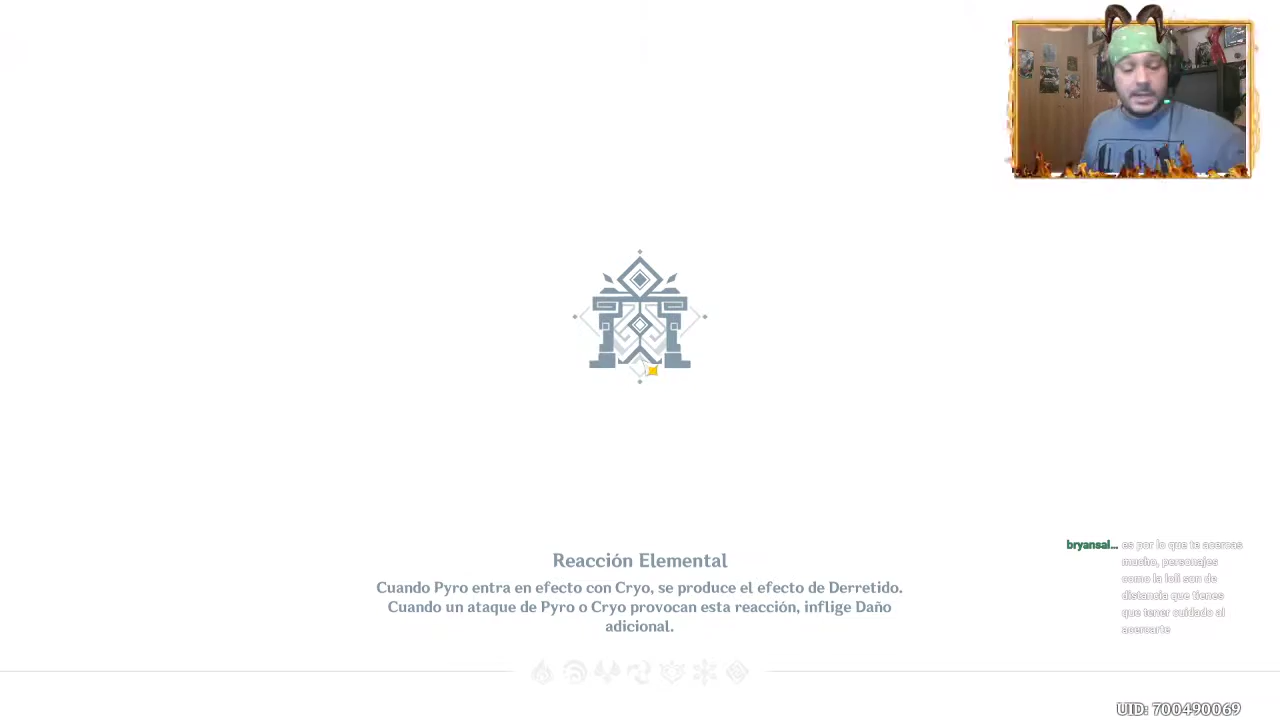 Reacción Elemental
Cuando Pyro entra en efecto con Cryo, se produce el efecto de Derretido.
Cuando un ataque de Pyro o Cryo provocan esta reacción, inflige Daño
adicional.
bryansal... es por lo que te acercas
mucho, personajes
como la loli son de
distancia que tienes
que tener cuidado al
acercarte
UID: 700490069